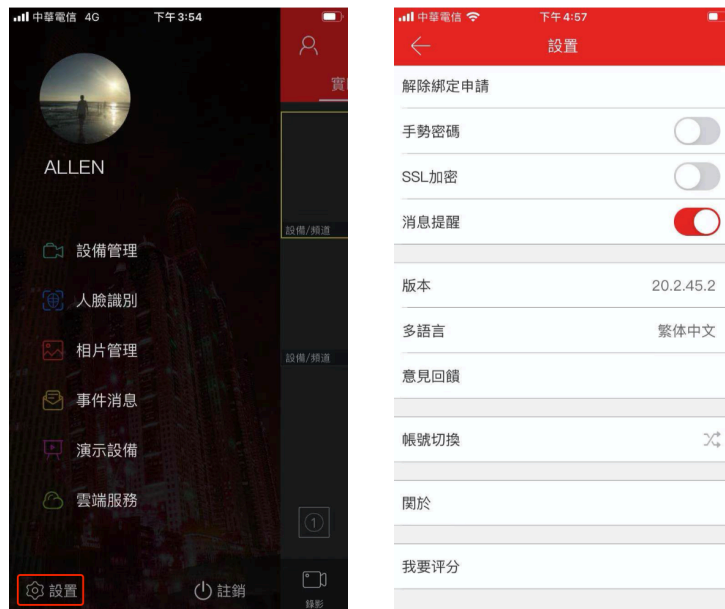 中華電信 4G 下午3:54
實
ALLEN
設備/頻道
設備管理
人臉識別
相片管理
設備/頻道
事件消息
演示設備
雲端服務
1
設置
註銷
錄影
中華電信 下午4:57
設置
解除綁定申請
手勢密碼
SSL加密
消息提醒
版本 20.2.45.2
多語言 繁体中文
意見回饋
帳號切換
関於
我要评分